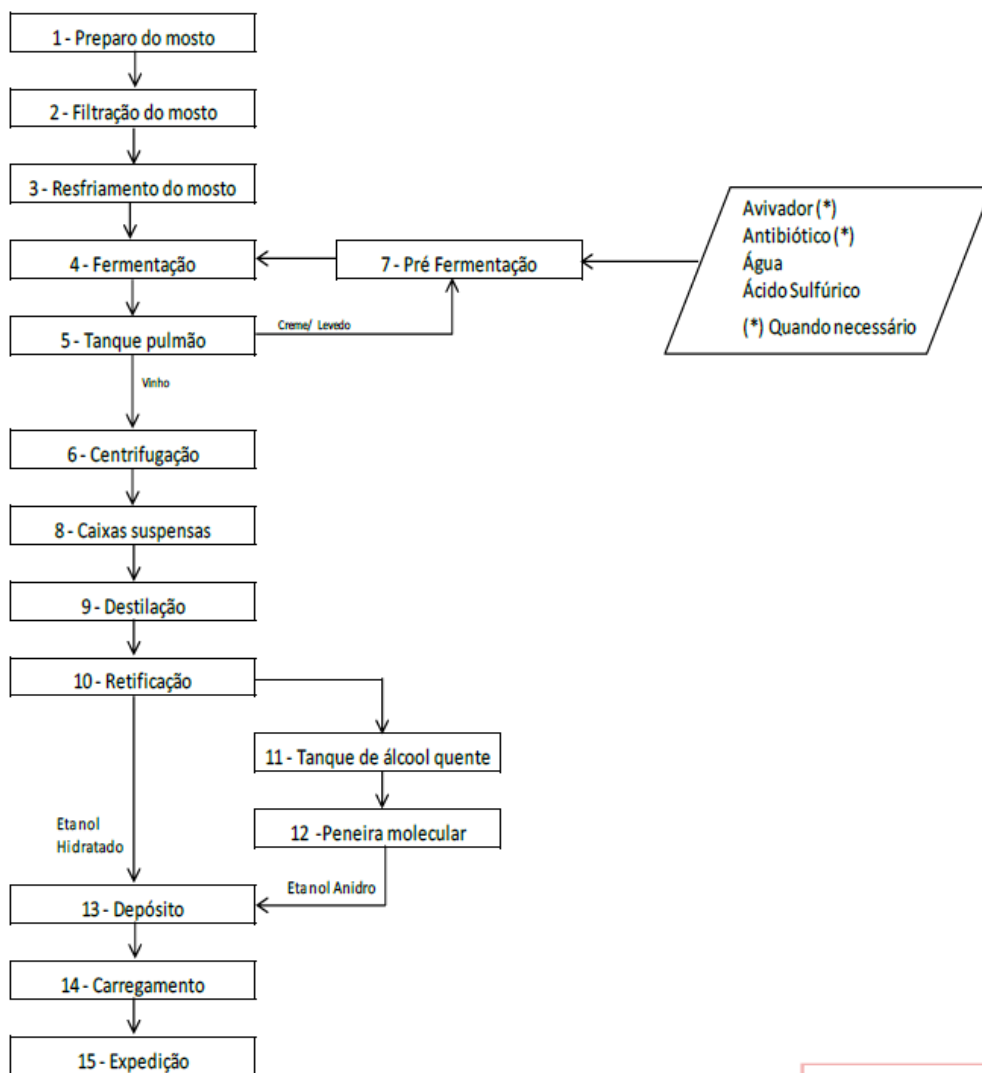 1 - Preparo do mosto
2 - Filtração do mosto
3 - Resfriamento do mosto
4 - Fermentação
7 - Pré Fermentação
Avivador (*)
Antibiótico (*)
Água
Ácido Sulfúrico
(*) Quando necessário
5 - Tanque pulmão
Creme/ Levedo
Vinho
6 - Centrifugação
8 - Caixas suspensas
9 - Destilação
10 - Retificação
11 - Tanque de álcool quente
12 -Peneira molecular
Etanol
Hidratado
Etanol Anidro
13 - Depósito
14 - Carregamento
15 - Expedição